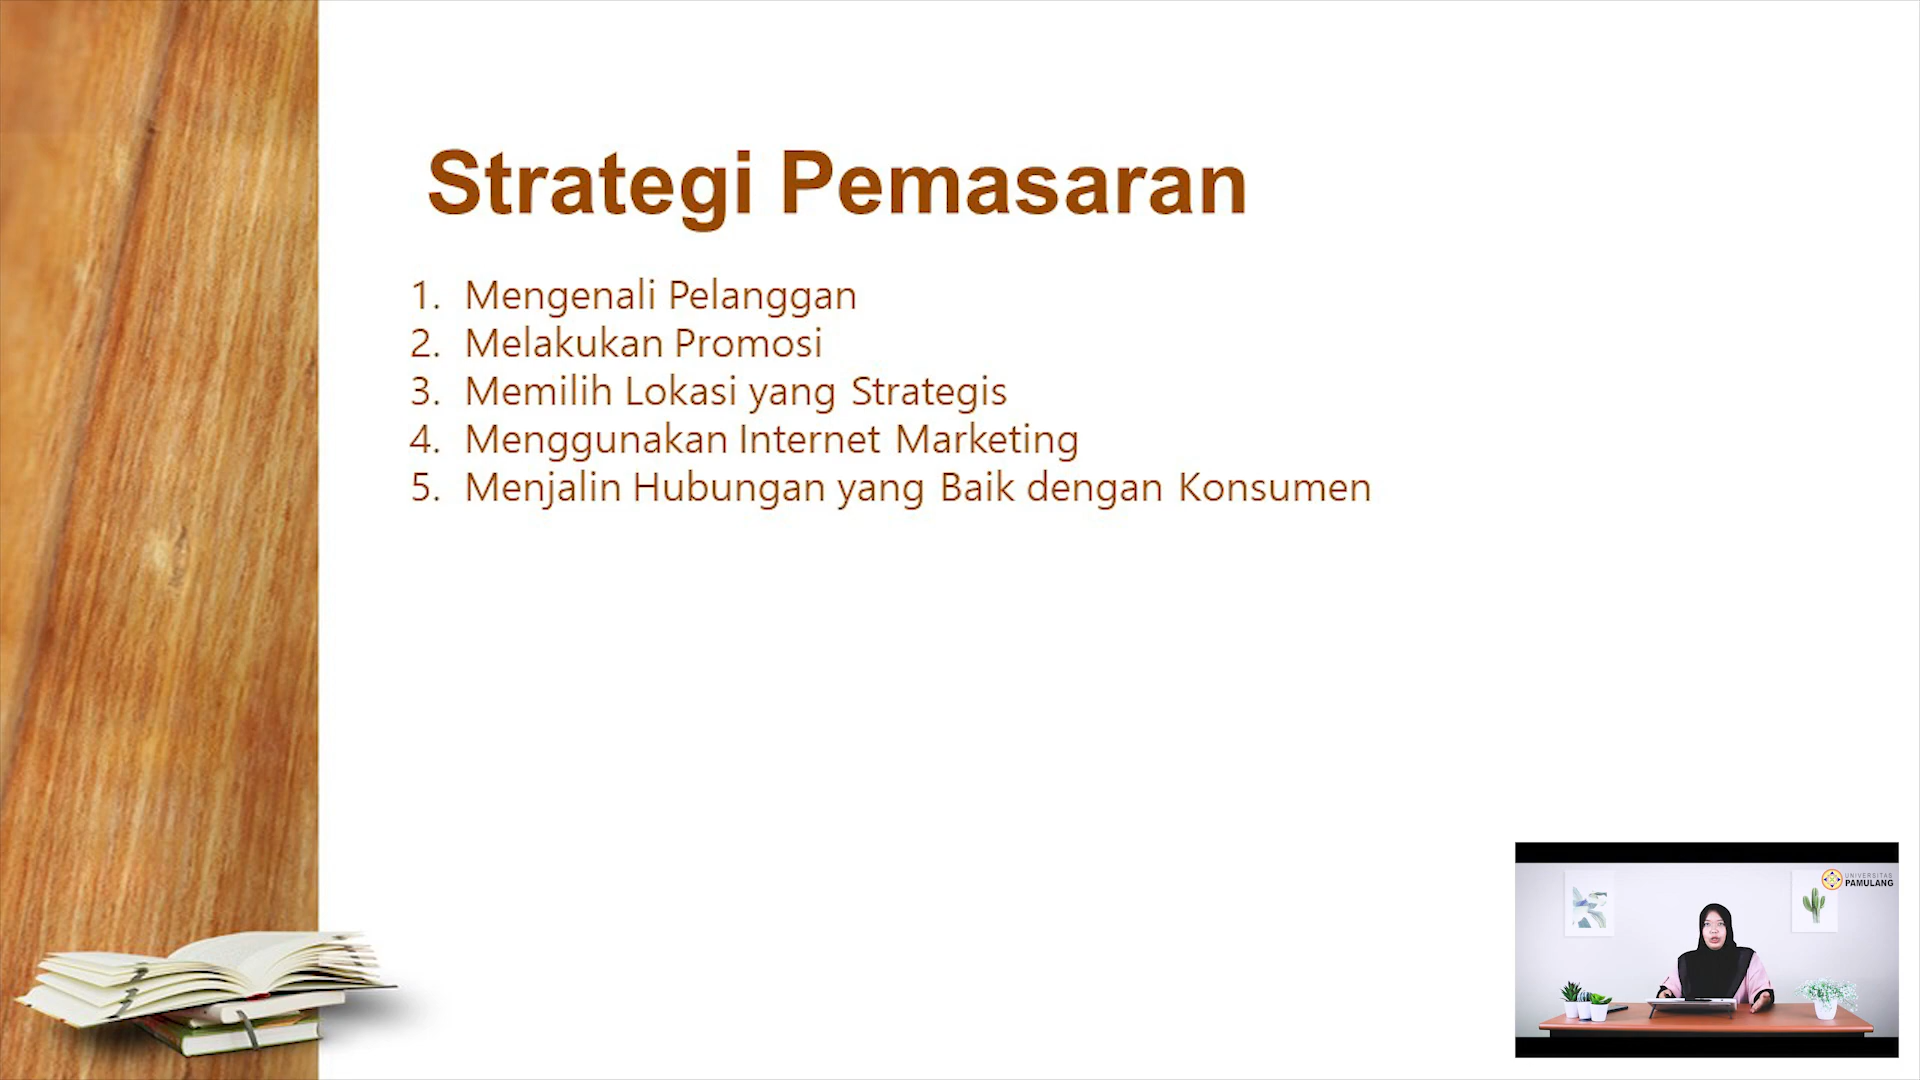 Strategi Pemasaran
1. Mengenali Pelanggan
2. Melakukan Promosi
3. Memilih Lokasi yang Strategis
4. Menggunakan Internet Marketing
5. Menjalin Hubungan yang Baik dengan Konsumen
UNIVERSITAS
PAMULANG